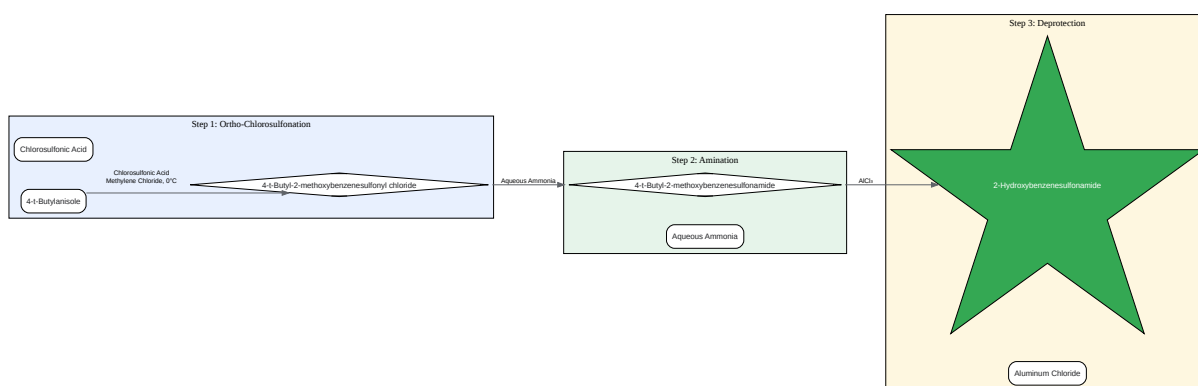 Step 1: Ortho-Chlorosulfonation
Chlorosulfonic Acid
Chlorosulfonic Acid
Methylene Chloride, 0°C
4-t-Butylanisole
4-t-Butyl-2-methoxybenzenesulfonyl chloride
Aqueous Ammonia
Step 2: Amination
4-t-Butyl-2-methoxybenzenesulfonamide
Aqueous Ammonia
AlCl₃
Step 3: Deprotection
2-Hydroxybenzenesulfonamide
Aluminum Chloride